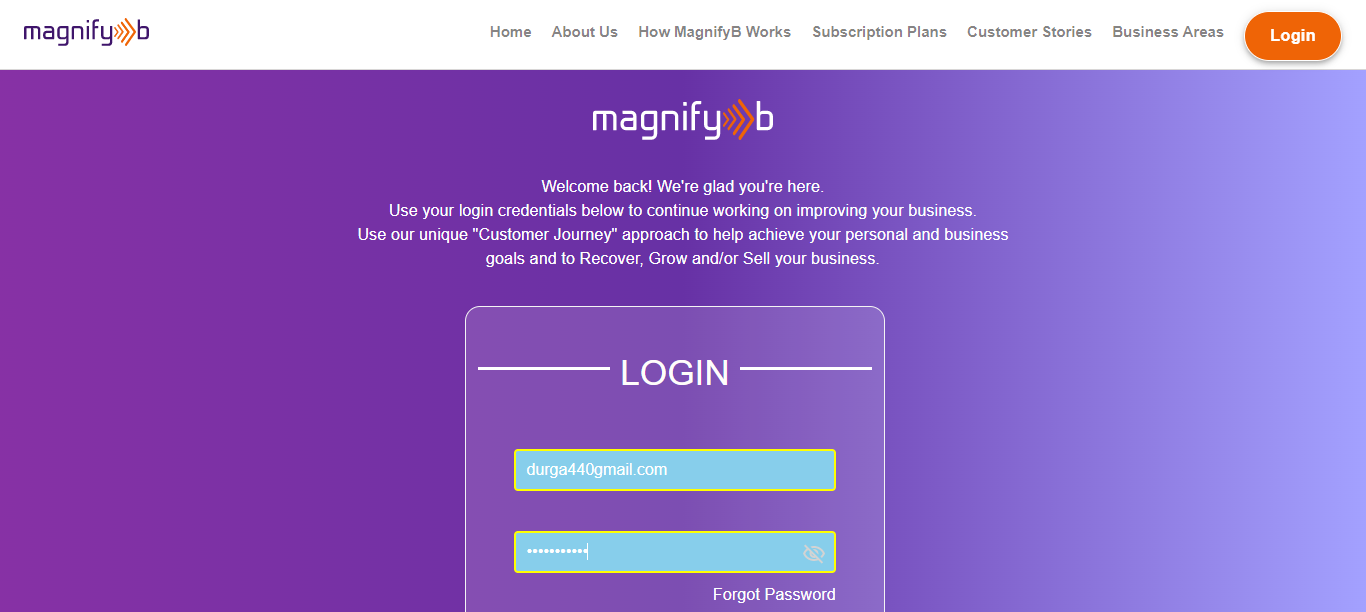 magnify b
Home About Us How MagnifyB Works Subscription Plans Customer Stories Business Areas Login
magnify b
Welcome back! We're glad you're here.
Use your login credentials below to continue working on improving your business.
Use our unique "Customer Journey" approach to help achieve your personal and business
goals and to Recover, Grow and/or Sell your business.
LOGIN
durga440gmail.com
•••••••••••
Forgot Password